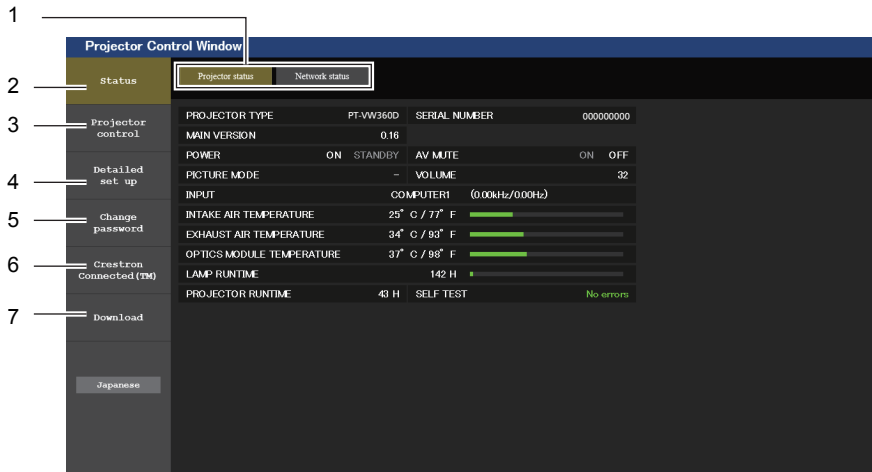 1
Projector Control Window
2
Status
Projector status Network status
3
Projector
control
4
Detailed
set up
5
Change
password
6
Crestron
Connected(TM)
7
Download
Japanese
PROJECTOR TYPE PT-VW360D SERIAL NUMBER 000000000
MAIN VERSION 0.16
POWER ON STANDBY AV MUTE ON OFF
PICTURE MODE – VOLUME 32
INPUT COMPUTER1 (0.00kHz/0.00Hz)
INTAKE AIR TEMPERATURE 25° C / 77° F
EXHAUST AIR TEMPERATURE 34° C / 93° F
OPTICS MODULE TEMPERATURE 37° C / 98° F
LAMP RUNTIME 142 H
PROJECTOR RUNTIME 43 H SELF TEST No errors